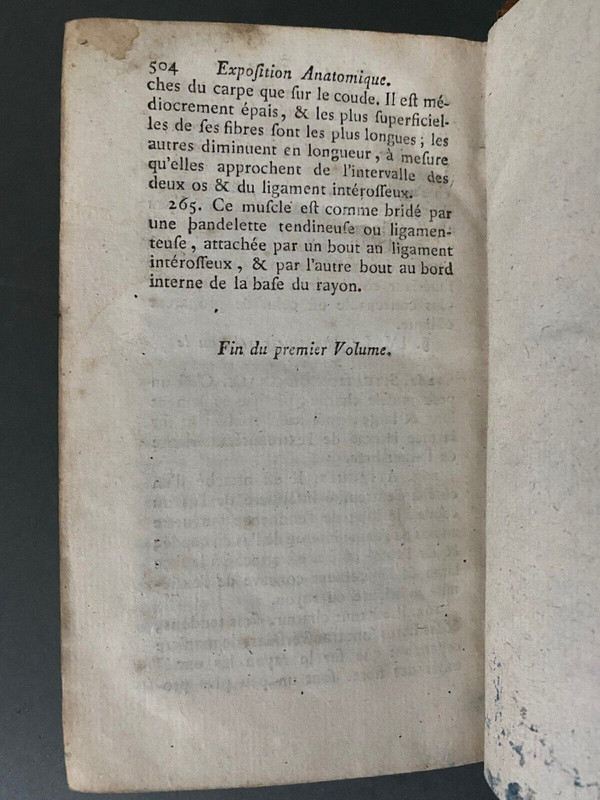 504 Expoſition Anatomique.
ches du carpe que ſur le coude. Il eſt mé-
diocrement épais, & les plus ſuperficiel-
les de ſes fibres ſont les plus longues; les
autres diminuent en longueur, à meſure
qu'elles approchent de l'intervalle des
deux os & du ligament intéroſſeux.
265. Ce muſcle eſt comme bridé par
une bandelette tendineuſe ou ligamen-
teuſe, attachée par un bout au ligament
intéroſſeux, & par l'autre bout au bord
interne de la baſe du rayon.
Fin du premier Volume.